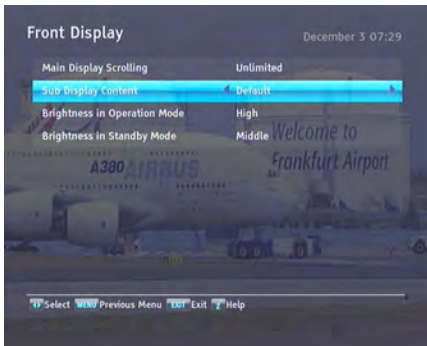 Front Display
December 3 07:29
Main Display Scrolling Unlimited
Sub Display Content Default
Brightness in Operation Mode High
Brightness in Standby Mode Middle
Welcome to
Frankfurt Airport
A380 AIRBUS
Select MENU Previous Menu EXIT Exit ? Help